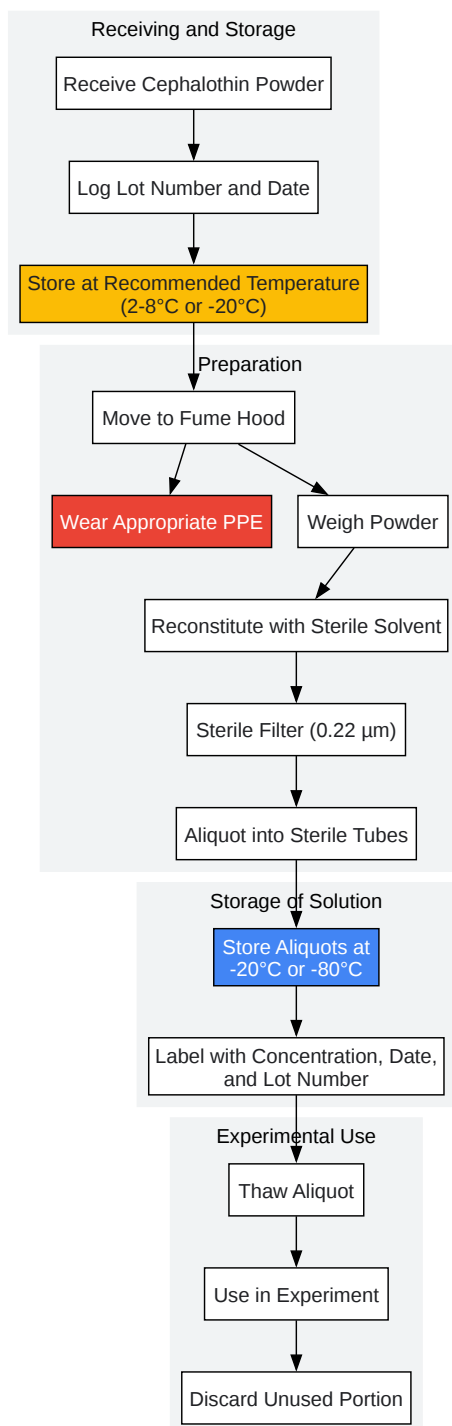 Receiving and Storage
Receive Cephalothin Powder
Log Lot Number and Date
Store at Recommended Temperature
(2-8°C or -20°C)
Preparation
Move to Fume Hood
Wear Appropriate PPE
Weigh Powder
Reconstitute with Sterile Solvent
Sterile Filter (0.22 µm)
Aliquot into Sterile Tubes
Storage of Solution
Store Aliquots at
-20°C or -80°C
Label with Concentration, Date,
and Lot Number
Experimental Use
Thaw Aliquot
Use in Experiment
Discard Unused Portion